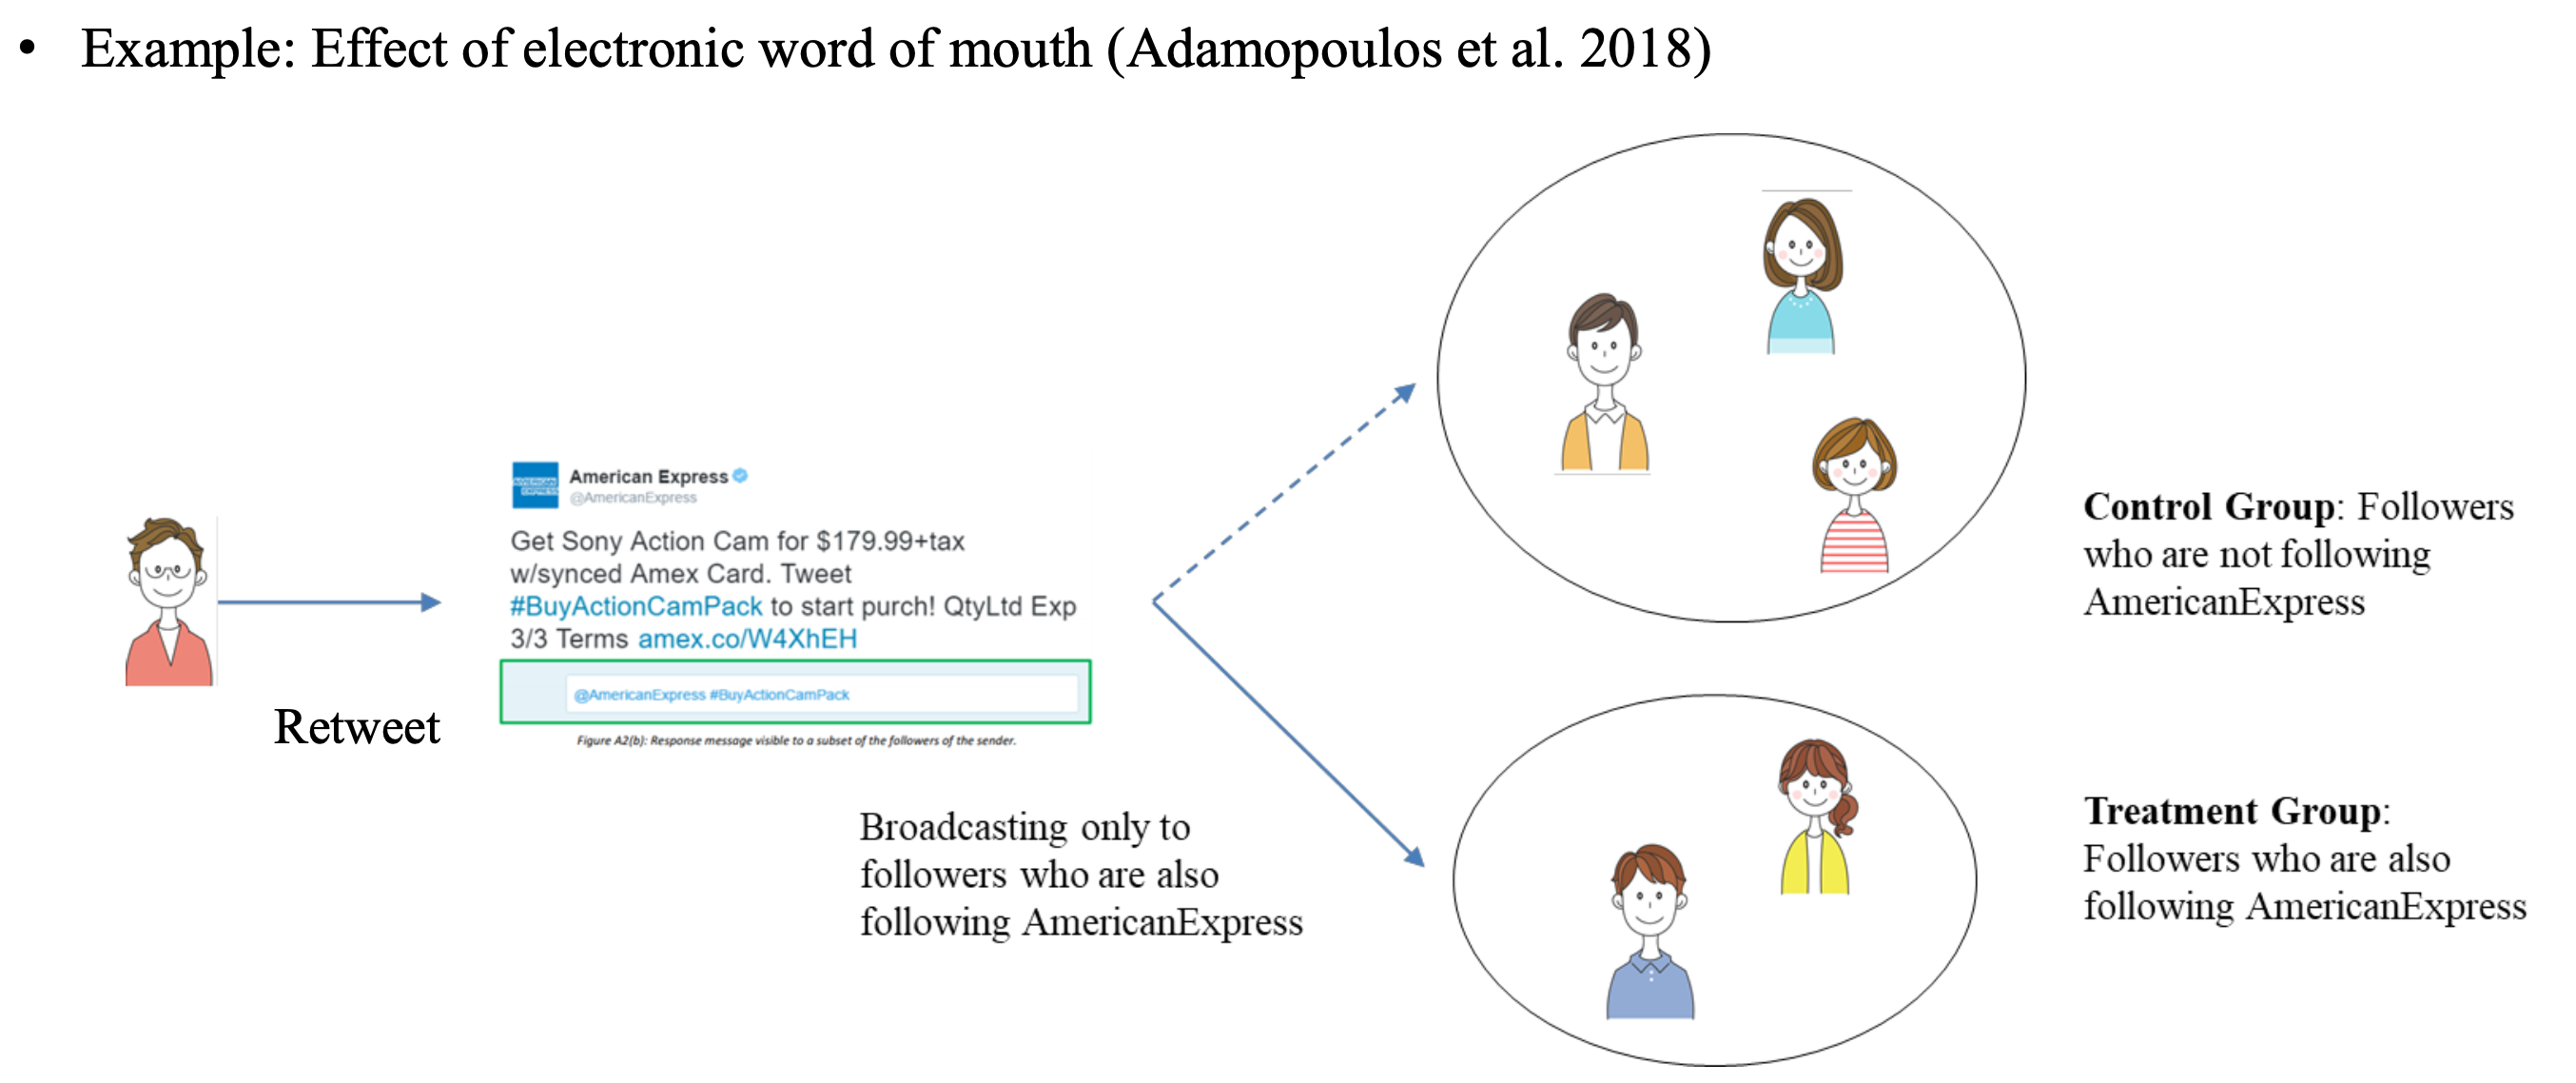 • Example: Effect of electronic word of mouth (Adamopoulos et al. 2018)
American Express
@AmericanExpress
Get Sony Action Cam for $179.99+tax
w/synced Amex Card. Tweet
#BuyActionCamPack to start purch! QtyLtd Exp
3/3 Terms amex.co/W4XhEH
@AmericanExpress #BuyActionCamPack
Figure A2(b): Response message visible to a subset of the followers of the sender.
Retweet
Broadcasting only to
followers who are also
following AmericanExpress
Control Group: Followers
who are not following
AmericanExpress
Treatment Group:
Followers who are also
following AmericanExpress
AMERICAN
EXPRESS